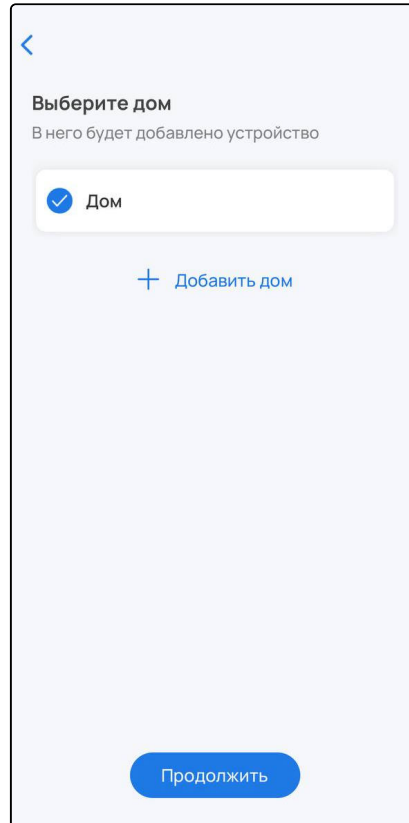 Выберите дом
В него будет добавлено устройство
Дом
Добавить дом
Продолжить